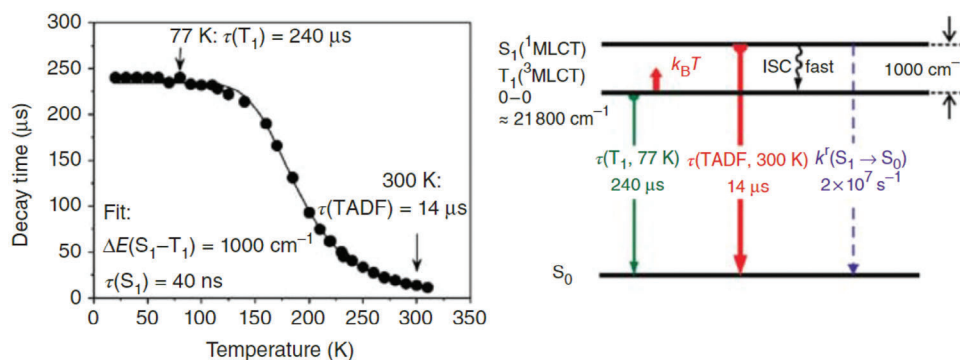 300
250
200
150
100
50
0
Decay time (μs)
77 K: τ(T₁) = 240 μs
300 K:
τ(TADF) = 14 μs
Fit:
ΔE(S₁–T₁) = 1000 cm⁻¹
τ(S₁) = 40 ns
0 50 100 150 200 250 300 350
Temperature (K)
S₁(¹MLCT)
T₁(³MLCT)
0–0
≈ 21 800 cm⁻¹
k_BT
ISC fast
1000 cm⁻¹
τ(T₁, 77 K)
240 μs
τ(TADF, 300 K)
14 μs
kʳ(S₁ → S₀)
2×10⁷ s⁻¹
S₀